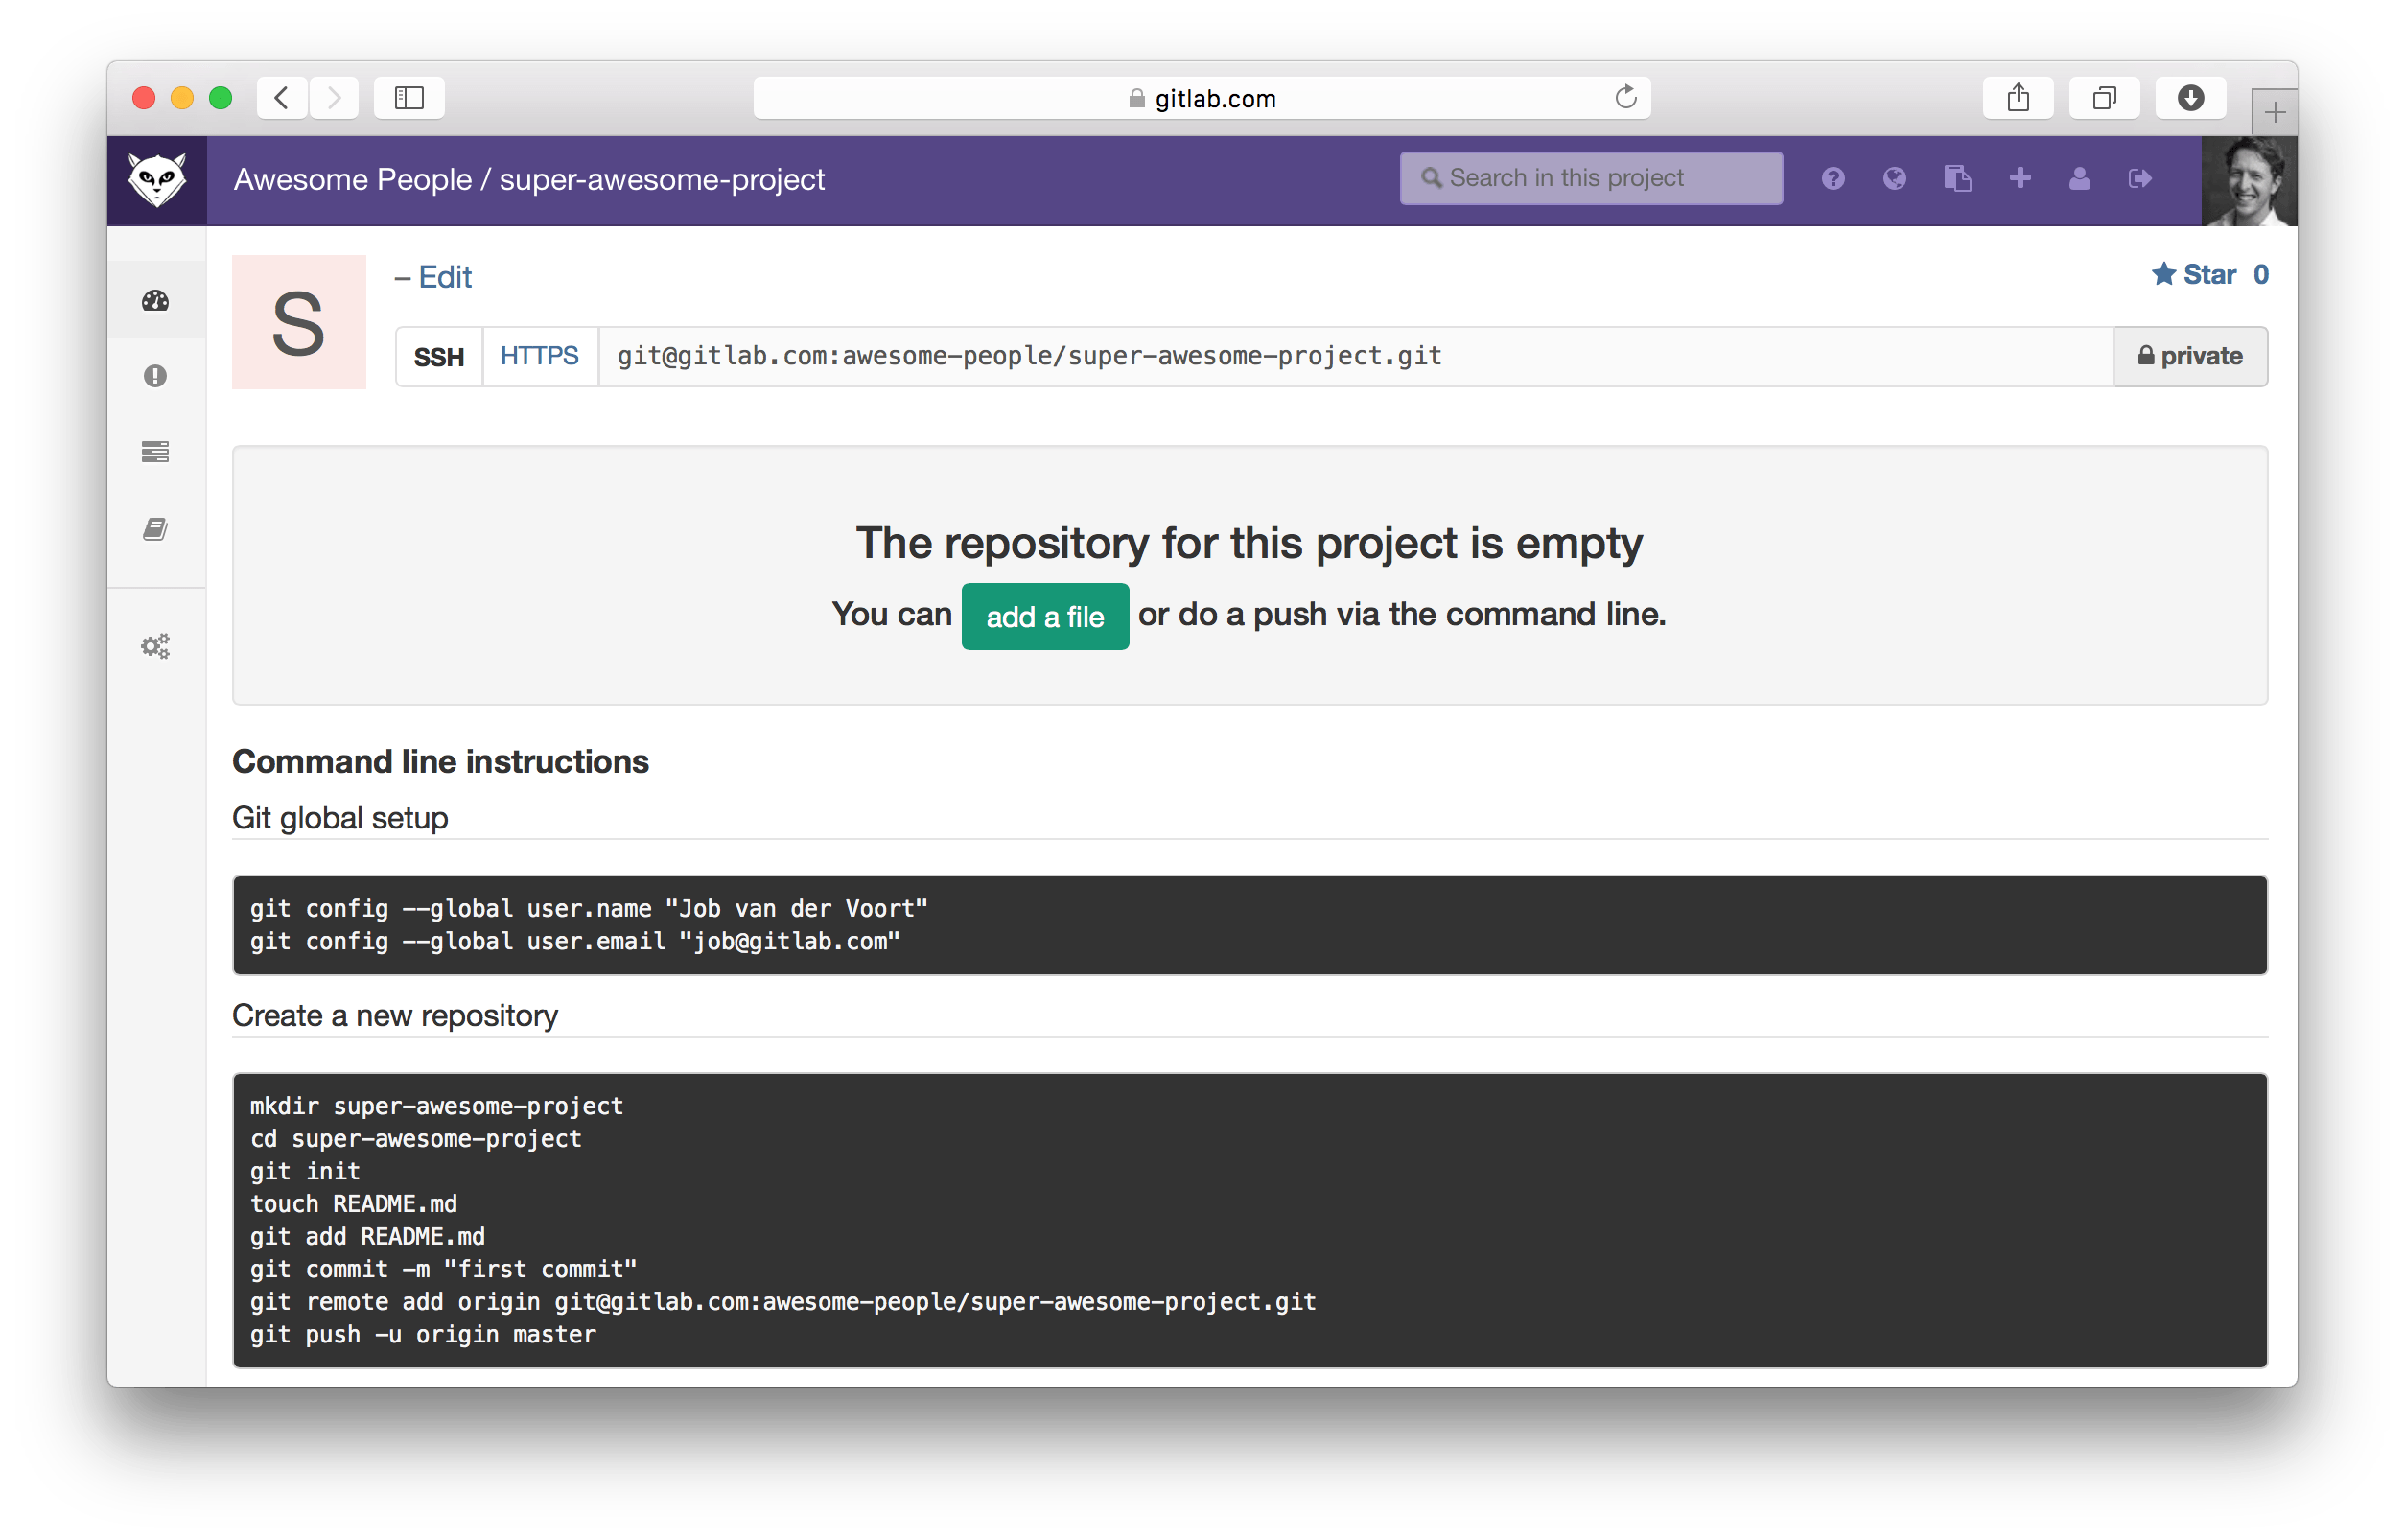 gitlab.com
Awesome People / super-awesome-project
Search in this project
S
– Edit
Star 0
SSH HTTPS git@gitlab.com:awesome-people/super-awesome-project.git private
The repository for this project is empty
You can add a file or do a push via the command line.
Command line instructions
Git global setup
git config --global user.name "Job van der Voort"
git config --global user.email "job@gitlab.com"
Create a new repository
mkdir super-awesome-project
cd super-awesome-project
git init
touch README.md
git add README.md
git commit -m "first commit"
git remote add origin git@gitlab.com:awesome-people/super-awesome-project.git
git push -u origin master